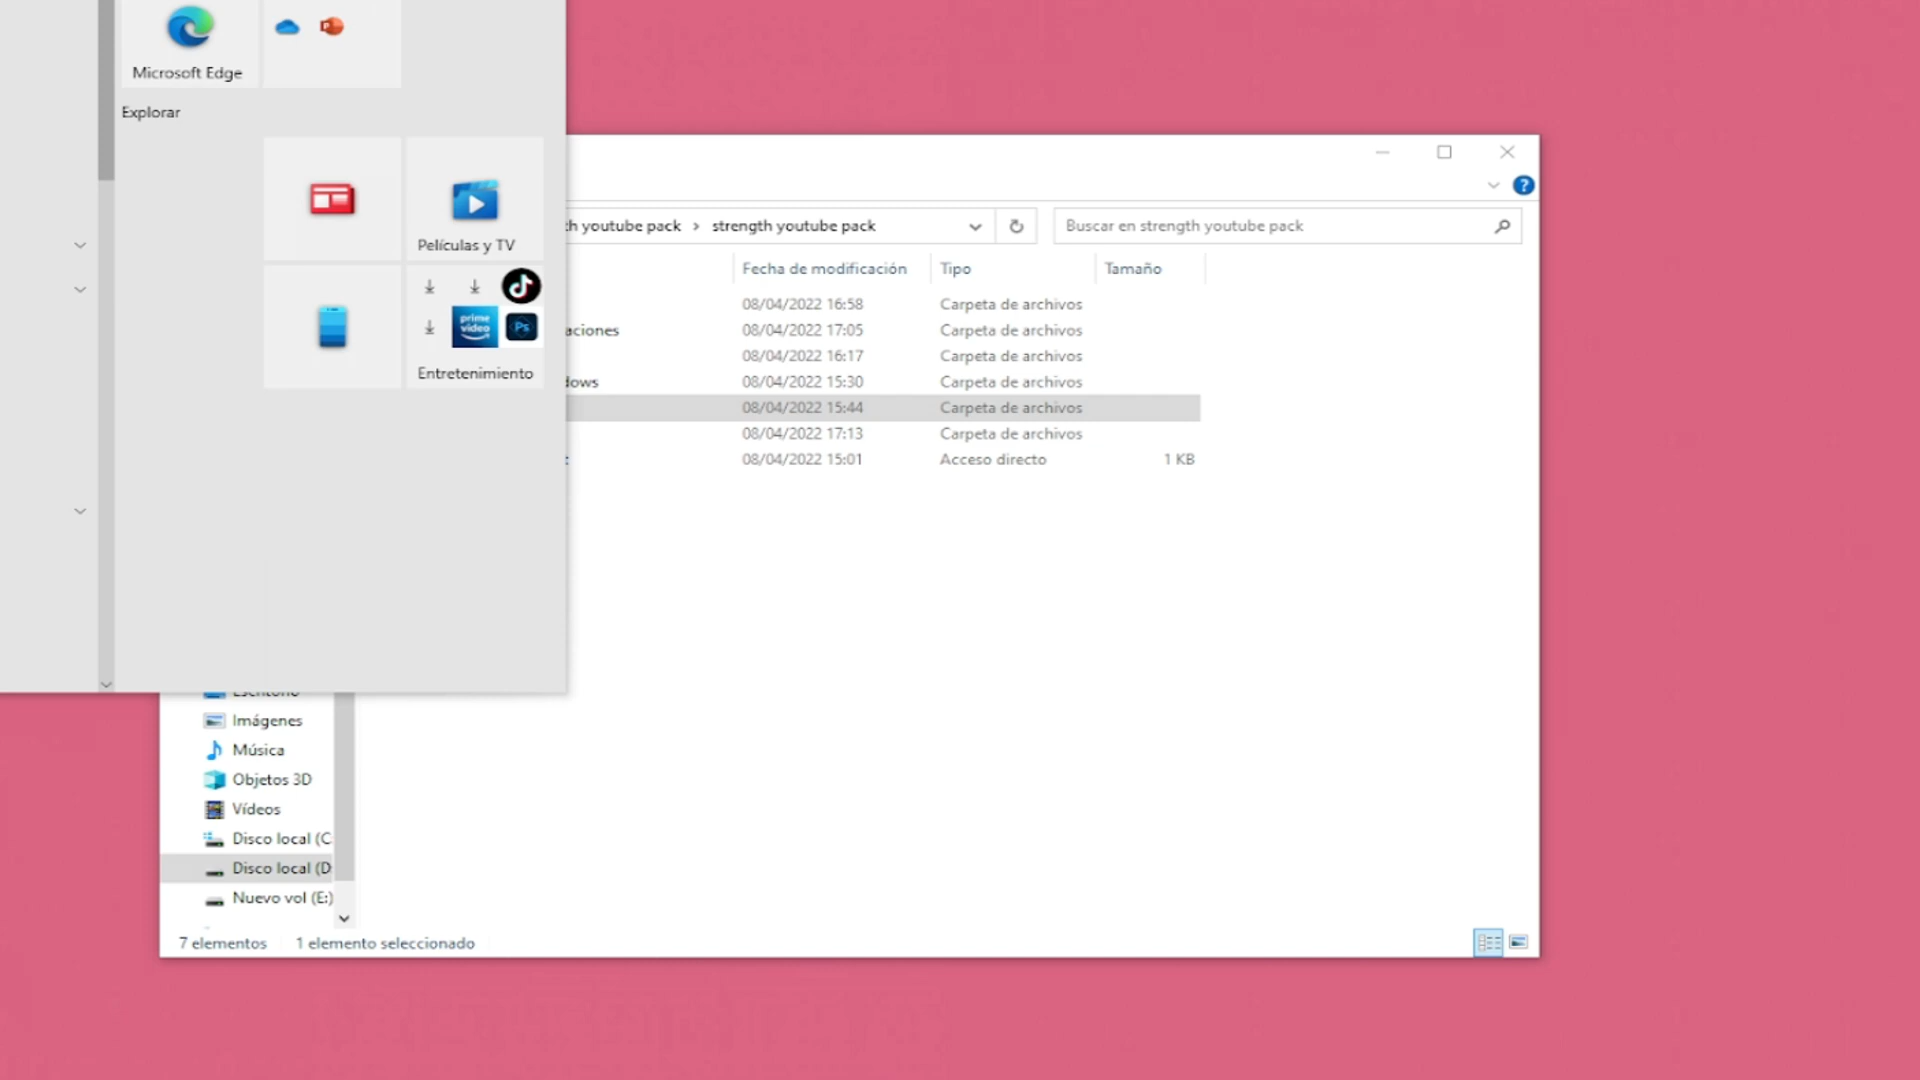 Microsoft Edge
Explorar
Películas y TV
prime video
Ps
Entretenimiento
youtube pack > strength youtube pack
Buscar en strength youtube pack
?
Fecha de modificación Tipo Tamaño
08/04/2022 16:58 Carpeta de archivos
08/04/2022 17:05 Carpeta de archivos
08/04/2022 16:17 Carpeta de archivos
08/04/2022 15:30 Carpeta de archivos
08/04/2022 15:44 Carpeta de archivos
08/04/2022 17:13 Carpeta de archivos
08/04/2022 15:01 Acceso directo 1 KB
Escritorio
Imágenes
Música
Objetos 3D
Vídeos
Disco local (C:
Disco local (D:
Nuevo vol (E:)
7 elementos 1 elemento seleccionado